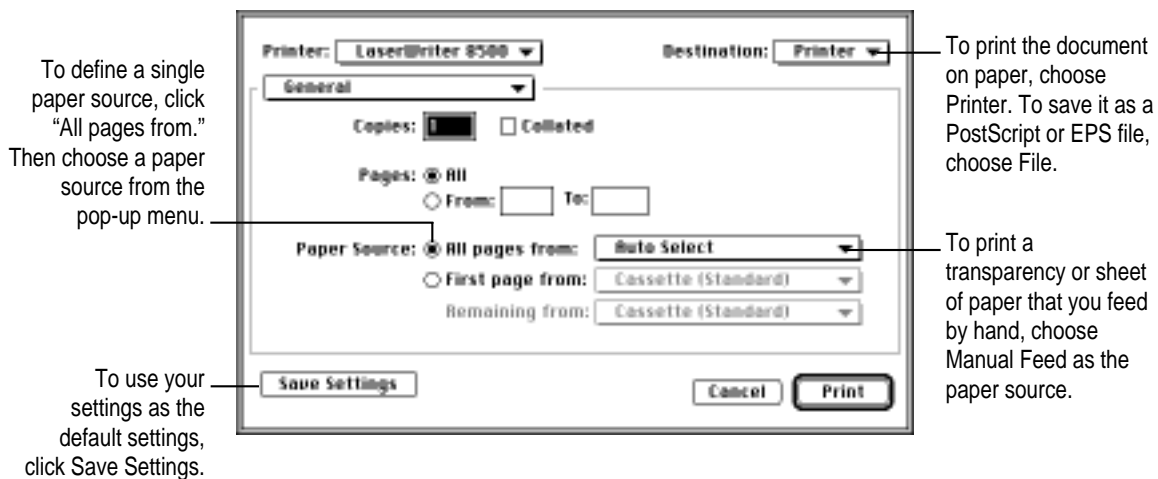 To define a single
paper source, click
“All pages from.”
Then choose a paper
source from the
pop-up menu.
To use your
settings as the
default settings,
click Save Settings.
Printer: LaserWriter 8500 Destination: Printer
General
Copies: 1 Collated
Pages: All
From: To:
Paper Source: All pages from: Auto Select
First page from: Cassette (Standard)
Remaining from: Cassette (Standard)
Save Settings Cancel Print
To print the document
on paper, choose
Printer. To save it as a
PostScript or EPS file,
choose File.
To print a
transparency or sheet
of paper that you feed
by hand, choose
Manual Feed as the
paper source.